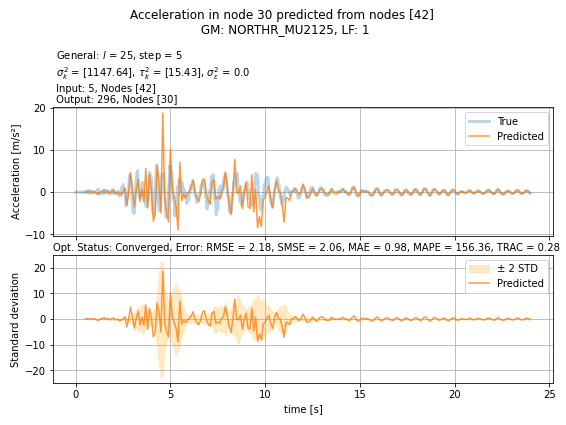 Acceleration in node 30 predicted from nodes [42]
GM: NORTHR_MU2125, LF: 1
General: l = 25, step = 5
σ²ₖ = [1147.64], τ²ₖ = [15.43], σ²ε = 0.0
Input: 5, Nodes [42]
Output: 296, Nodes [30]
20
10
0
−10
Acceleration [m/s²]
True
Predicted
Opt. Status: Converged, Error: RMSE = 2.18, SMSE = 2.06, MAE = 0.98, MAPE = 156.36, TRAC = 0.28
20
10
0
−10
−20
Standard deviation
± 2 STD
Predicted
0 5 10 15 20 25
time [s]